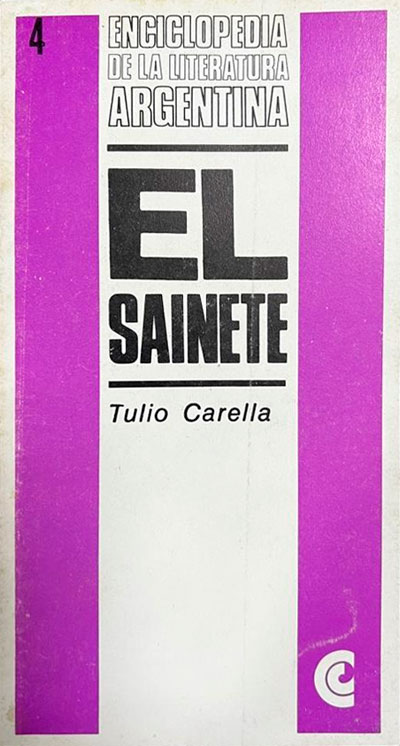 4
ENCICLOPEDIA
DE LA LITERATURA
ARGENTINA
EL
SAINETE
Tulio Carella